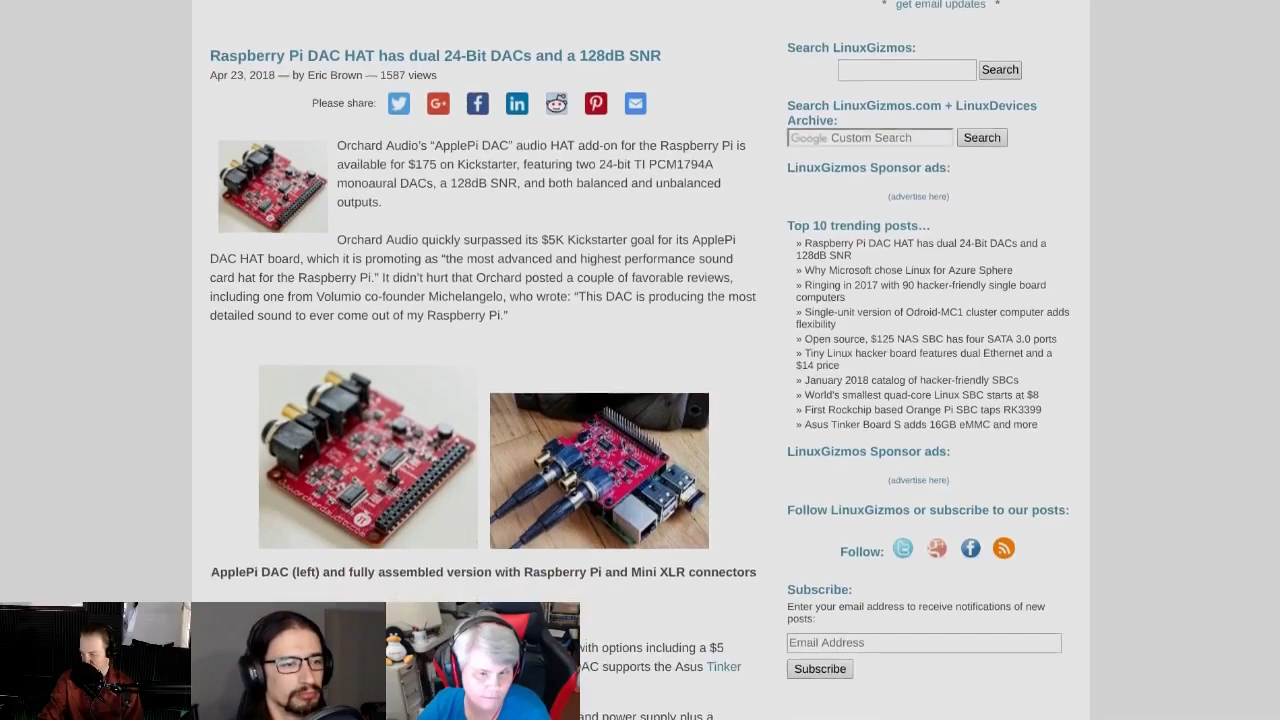 * get email updates *
Raspberry Pi DAC HAT has dual 24-Bit DACs and a 128dB SNR
Apr 23, 2018 — by Eric Brown — 1587 views
Please share:
Orchard Audio's “ApplePi DAC” audio HAT add-on for the Raspberry Pi is
available for $175 on Kickstarter, featuring two 24-bit TI PCM1794A
monoaural DACs, a 128dB SNR, and both balanced and unbalanced
outputs.
Orchard Audio quickly surpassed its $5K Kickstarter goal for its ApplePi
DAC HAT board, which it is promoting as “the most advanced and highest performance sound
card hat for the Raspberry Pi.” It didn't hurt that Orchard posted a couple of favorable reviews,
including one from Volumio co-founder Michelangelo, who wrote: “This DAC is producing the most
detailed sound to ever come out of my Raspberry Pi.”
ApplePi DAC (left) and fully assembled version with Raspberry Pi and Mini XLR connectors
with options including a $5
AC supports the Asus Tinker
and power supply plus a
Search LinuxGizmos:
Search
Search LinuxGizmos.com + LinuxDevices
Archive:
Google Custom Search
Search
LinuxGizmos Sponsor ads:
(advertise here)
Top 10 trending posts…
» Raspberry Pi DAC HAT has dual 24-Bit DACs and a
128dB SNR
» Why Microsoft chose Linux for Azure Sphere
» Ringing in 2017 with 90 hacker-friendly single board
computers
» Single-unit version of Odroid-MC1 cluster computer adds
flexibility
» Open source, $125 NAS SBC has four SATA 3.0 ports
» Tiny Linux hacker board features dual Ethernet and a
$14 price
» January 2018 catalog of hacker-friendly SBCs
» World's smallest quad-core Linux SBC starts at $8
» First Rockchip based Orange Pi SBC taps RK3399
» Asus Tinker Board S adds 16GB eMMC and more
LinuxGizmos Sponsor ads:
(advertise here)
Follow LinuxGizmos or subscribe to our posts:
Follow:
Subscribe:
Enter your email address to receive notifications of new
posts:
Email Address
Subscribe